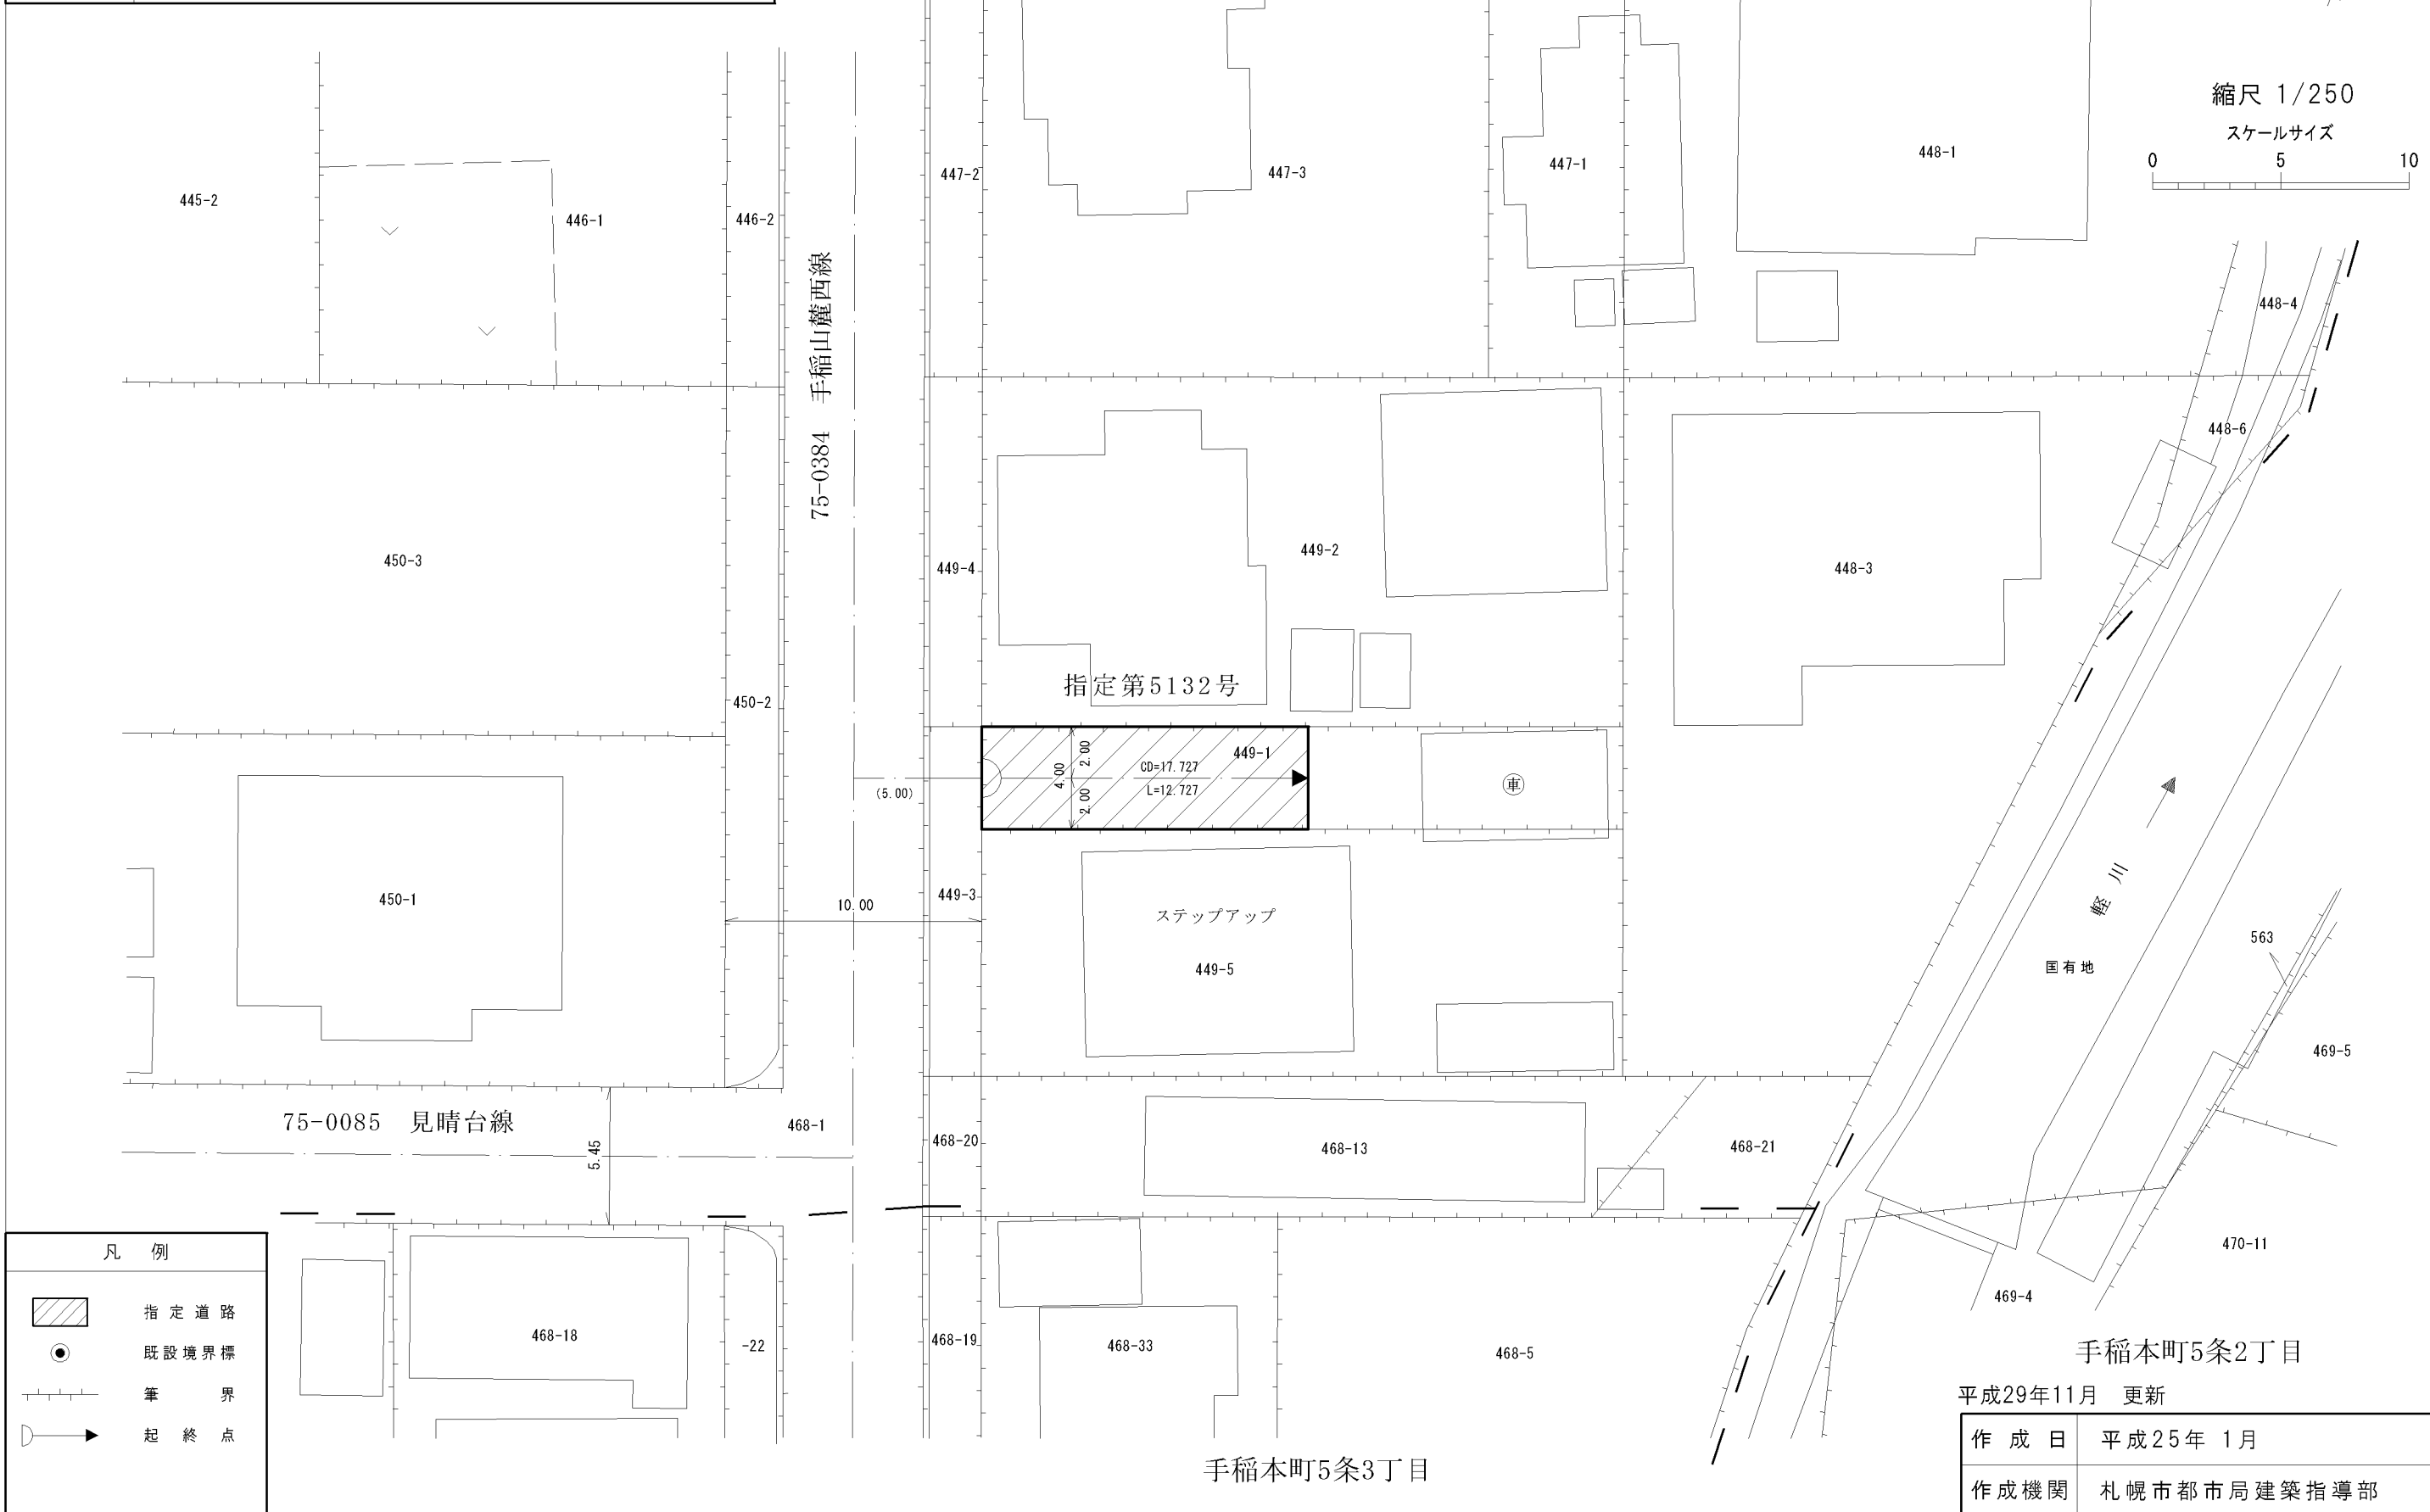 縮尺 1/250
スケールサイズ
0 5 10
445-2
446-1
446-2
447-2
447-3
447-1
448-1
448-4
448-6
75-0384 手稲山麓西線
450-3
449-4
449-2
448-3
450-2
指定第5132号
449-1
CD=17.727
L=12.727
4.00
2.00
2.00
(5.00)
車
450-1
10.00
449-3
ステップアップ
449-5
軽川
国有地
563
469-5
75-0085 見晴台線
5.45
468-1
468-20
468-13
468-21
470-11
469-4
468-18
-22
468-19
468-33
468-5
手稲本町5条2丁目
手稲本町5条3丁目
凡例
指定道路
既設境界標
筆界
起終点
平成29年11月 更新
作成日 平成25年 1月
作成機関 札幌市都市局建築指導部